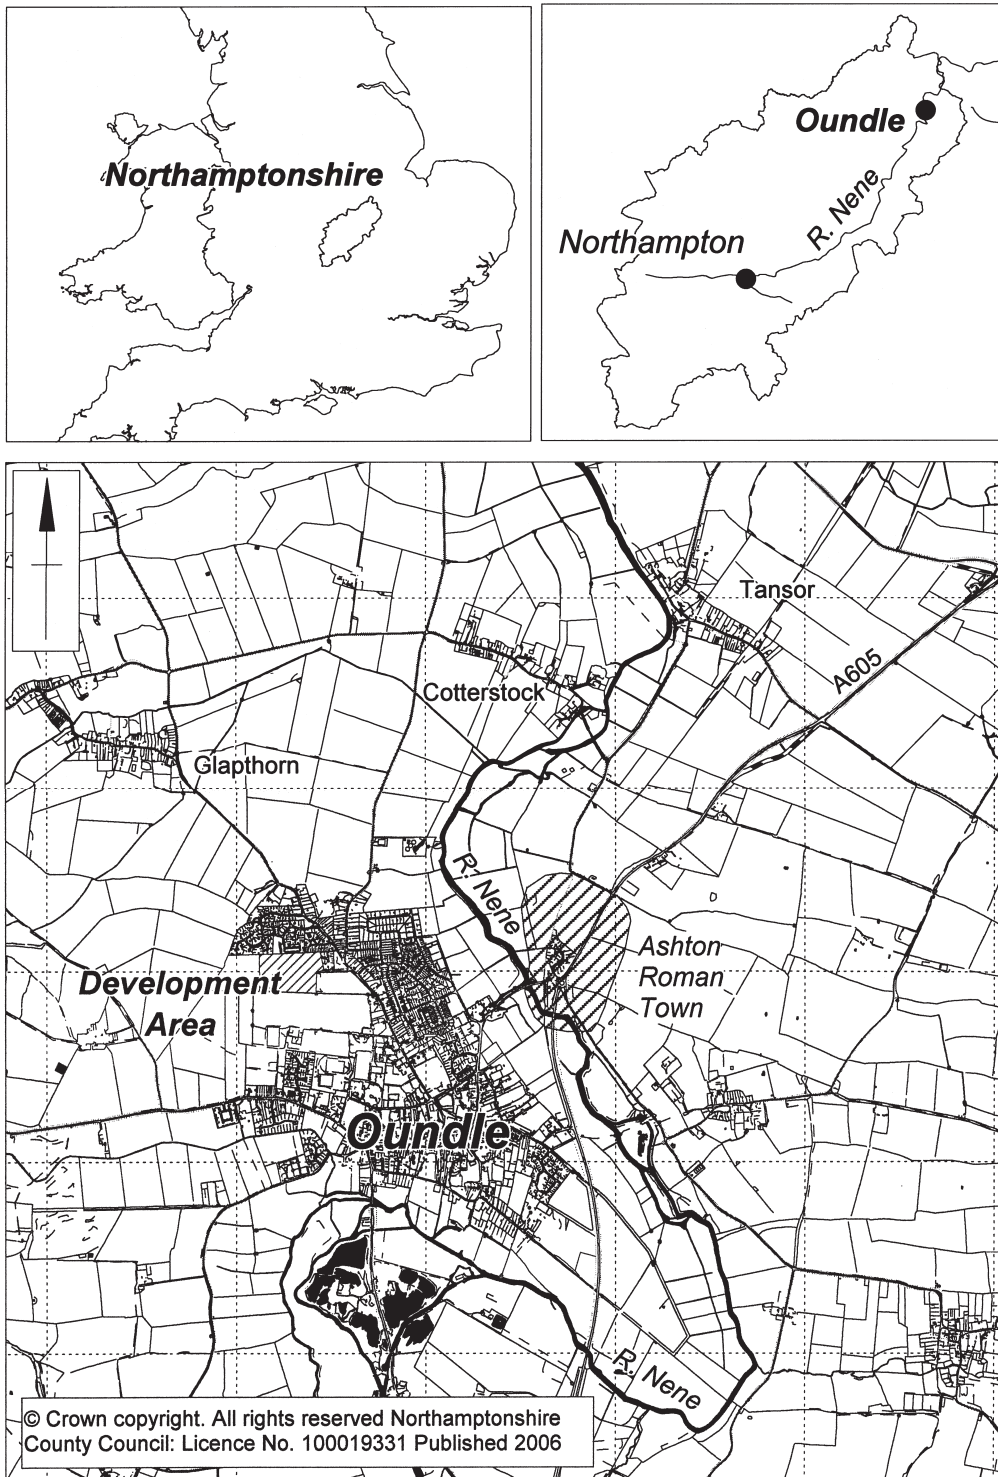 Northamptonshire
Oundle
R. Nene
Northampton
Tansor
A605
Cotterstock
Glapthorn
R. Nene
Ashton
Roman
Town
Development
Area
Oundle
R. Nene
© Crown copyright. All rights reserved Northamptonshire
County Council: Licence No. 100019331 Published 2006